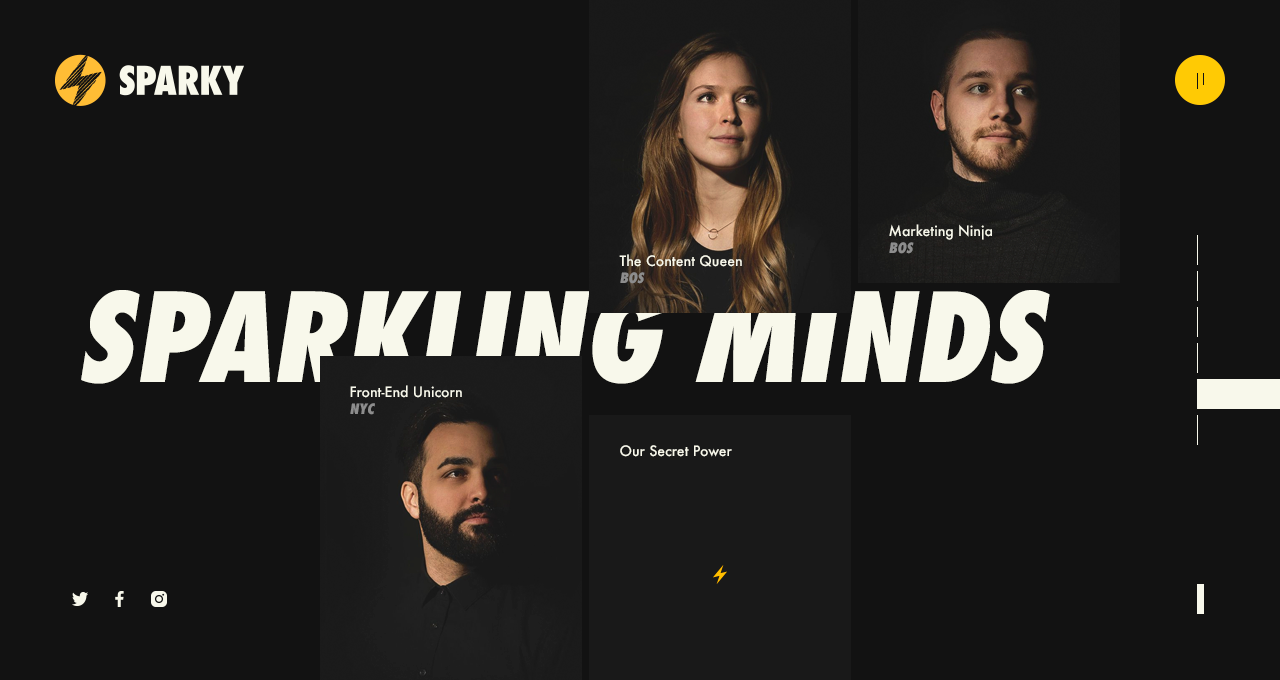 SPARKY
The Content Queen
BOS
Marketing Ninja
BOS
SPARKLING MINDS
Front-End Unicorn
NYC
Our Secret Power